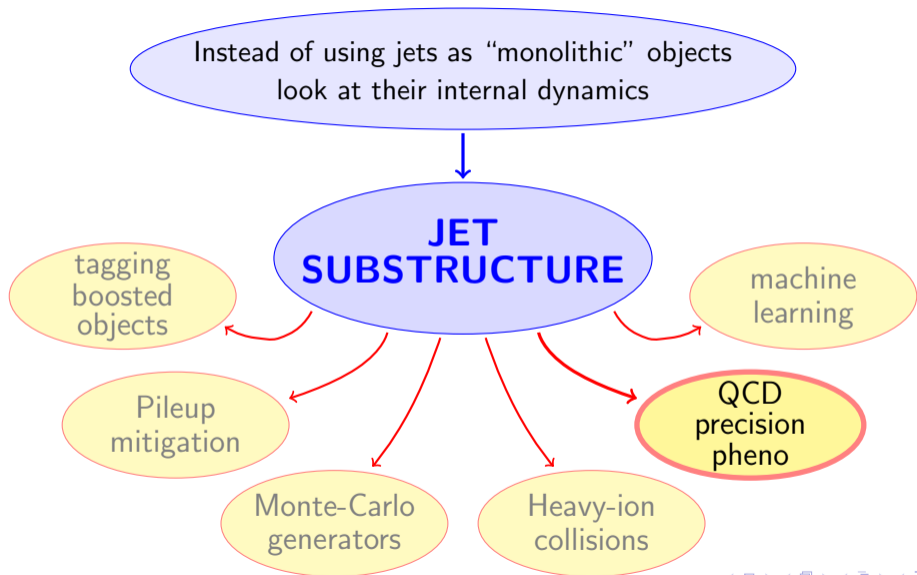 Instead of using jets as “monolithic” objects
look at their internal dynamics
JET
SUBSTRUCTURE
tagging
boosted
objects
machine
learning
Pileup
mitigation
QCD
precision
pheno
Monte-Carlo
generators
Heavy-ion
collisions